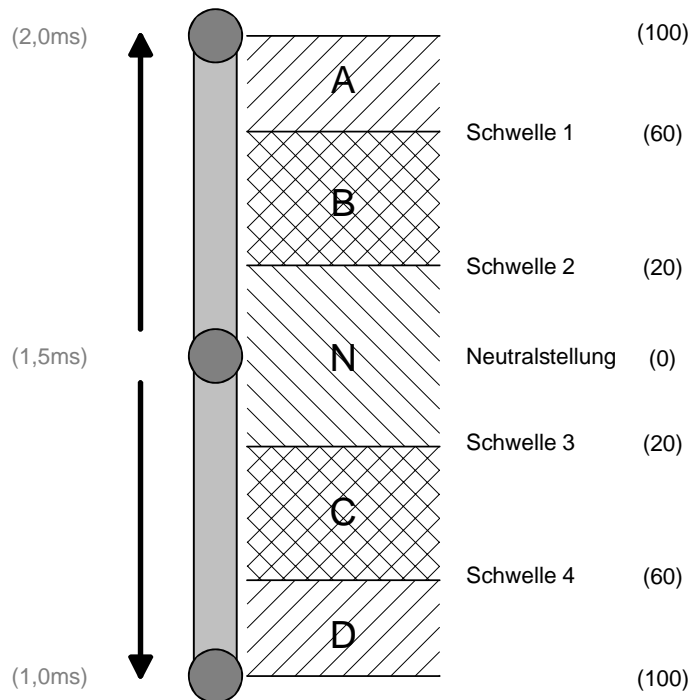 (2,0ms) (100)
A
Schwelle 1 (60)
B
Schwelle 2 (20)
(1,5ms) N Neutralstellung (0)
Schwelle 3 (20)
C
Schwelle 4 (60)
D
(1,0ms) (100)